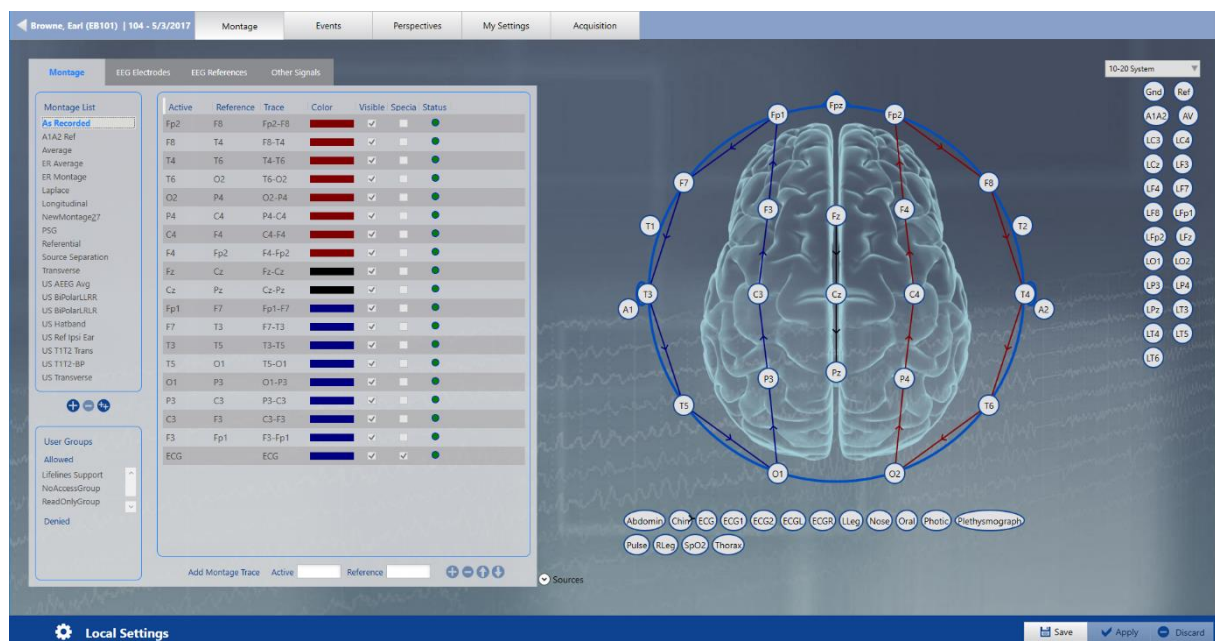 Browne, Earl (EB101) | 104 - 5/3/2017 Montage Events Perspectives My Settings Acquisition
Montage EEG Electrodes EEG References Other Signals
Montage List
As Recorded
A1A2 Ref
Average
ER Average
ER Montage
Laplace
Longitudinal
NewMontage27
PSG
Referential
Source Separation
Transverse
US AEEG Avg
US BiPolarLLRR
US BiPolarLRLR
US Hatband
US Ref Ipsi Ear
US T1T2 Trans
US T1T2-BP
US Transverse
User Groups
Allowed
Lifelines Support
NoAccessGroup
ReadOnlyGroup
Denied
Active Reference Trace Color Visible Specia Status
Fp2 F8 Fp2-F8
F8 T4 F8-T4
T4 T6 T4-T6
T6 O2 T6-O2
O2 P4 O2-P4
P4 C4 P4-C4
C4 F4 C4-F4
F4 Fp2 F4-Fp2
Fz Cz Fz-Cz
Cz Pz Cz-Pz
Fp1 F7 Fp1-F7
F7 T3 F7-T3
T3 T5 T3-T5
T5 O1 T5-O1
O1 P3 O1-P3
P3 C3 P3-C3
C3 F3 C3-F3
F3 Fp1 F3-Fp1
ECG ECG
Add Montage Trace Active Reference
Sources
Fpz
Fp1 Fp2
F7 F8
F3 Fz F4
T1 T2
A1 T3 C3 Cz C4 T4 A2
P3 Pz P4
T5 T6
O1 O2
Abdomin Chin ECG ECG1 ECG2 ECGL ECGR LLeg Nose Oral Photic Plethysmograph
Pulse RLeg SpO2 Thorax
10-20 System
Gnd Ref
A1A2 AV
LC3 LC4
LCz LF3
LF4 LF7
LF8 LFp1
LFp2 LFz
LO1 LO2
LP3 LP4
LPz LT3
LT4 LT5
LT6
Local Settings Save Apply Discard